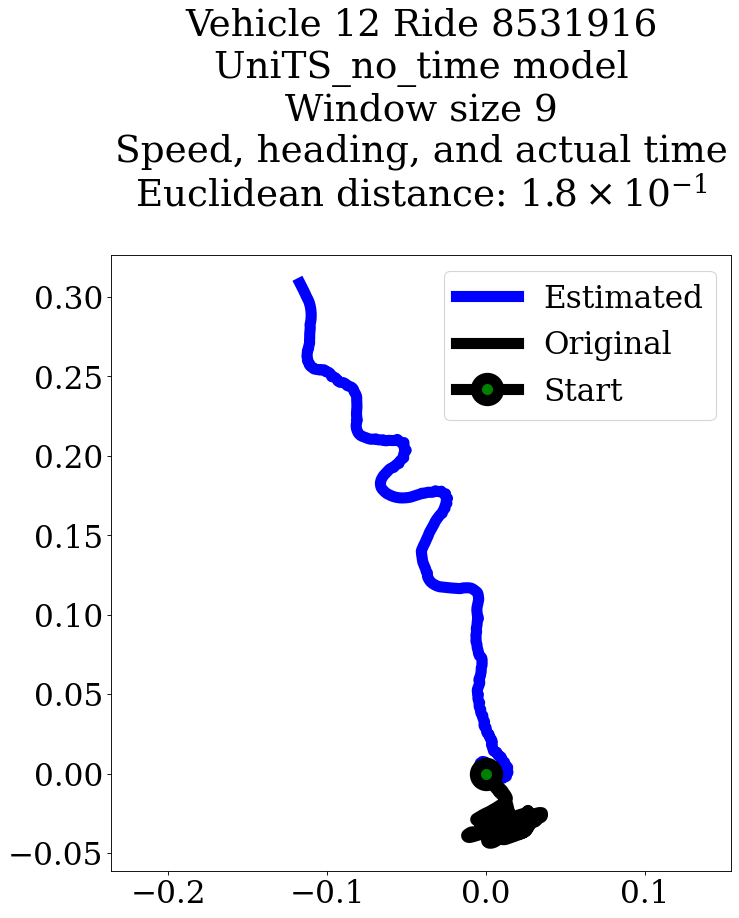 Vehicle 12 Ride 8531916
UniTS_no_time model
Window size 9
Speed, heading, and actual time
Euclidean distance: 1.8 × 10⁻¹
Estimated
Original
Start
0.30
0.25
0.20
0.15
0.10
0.05
0.00
−0.05
−0.2 −0.1 0.0 0.1